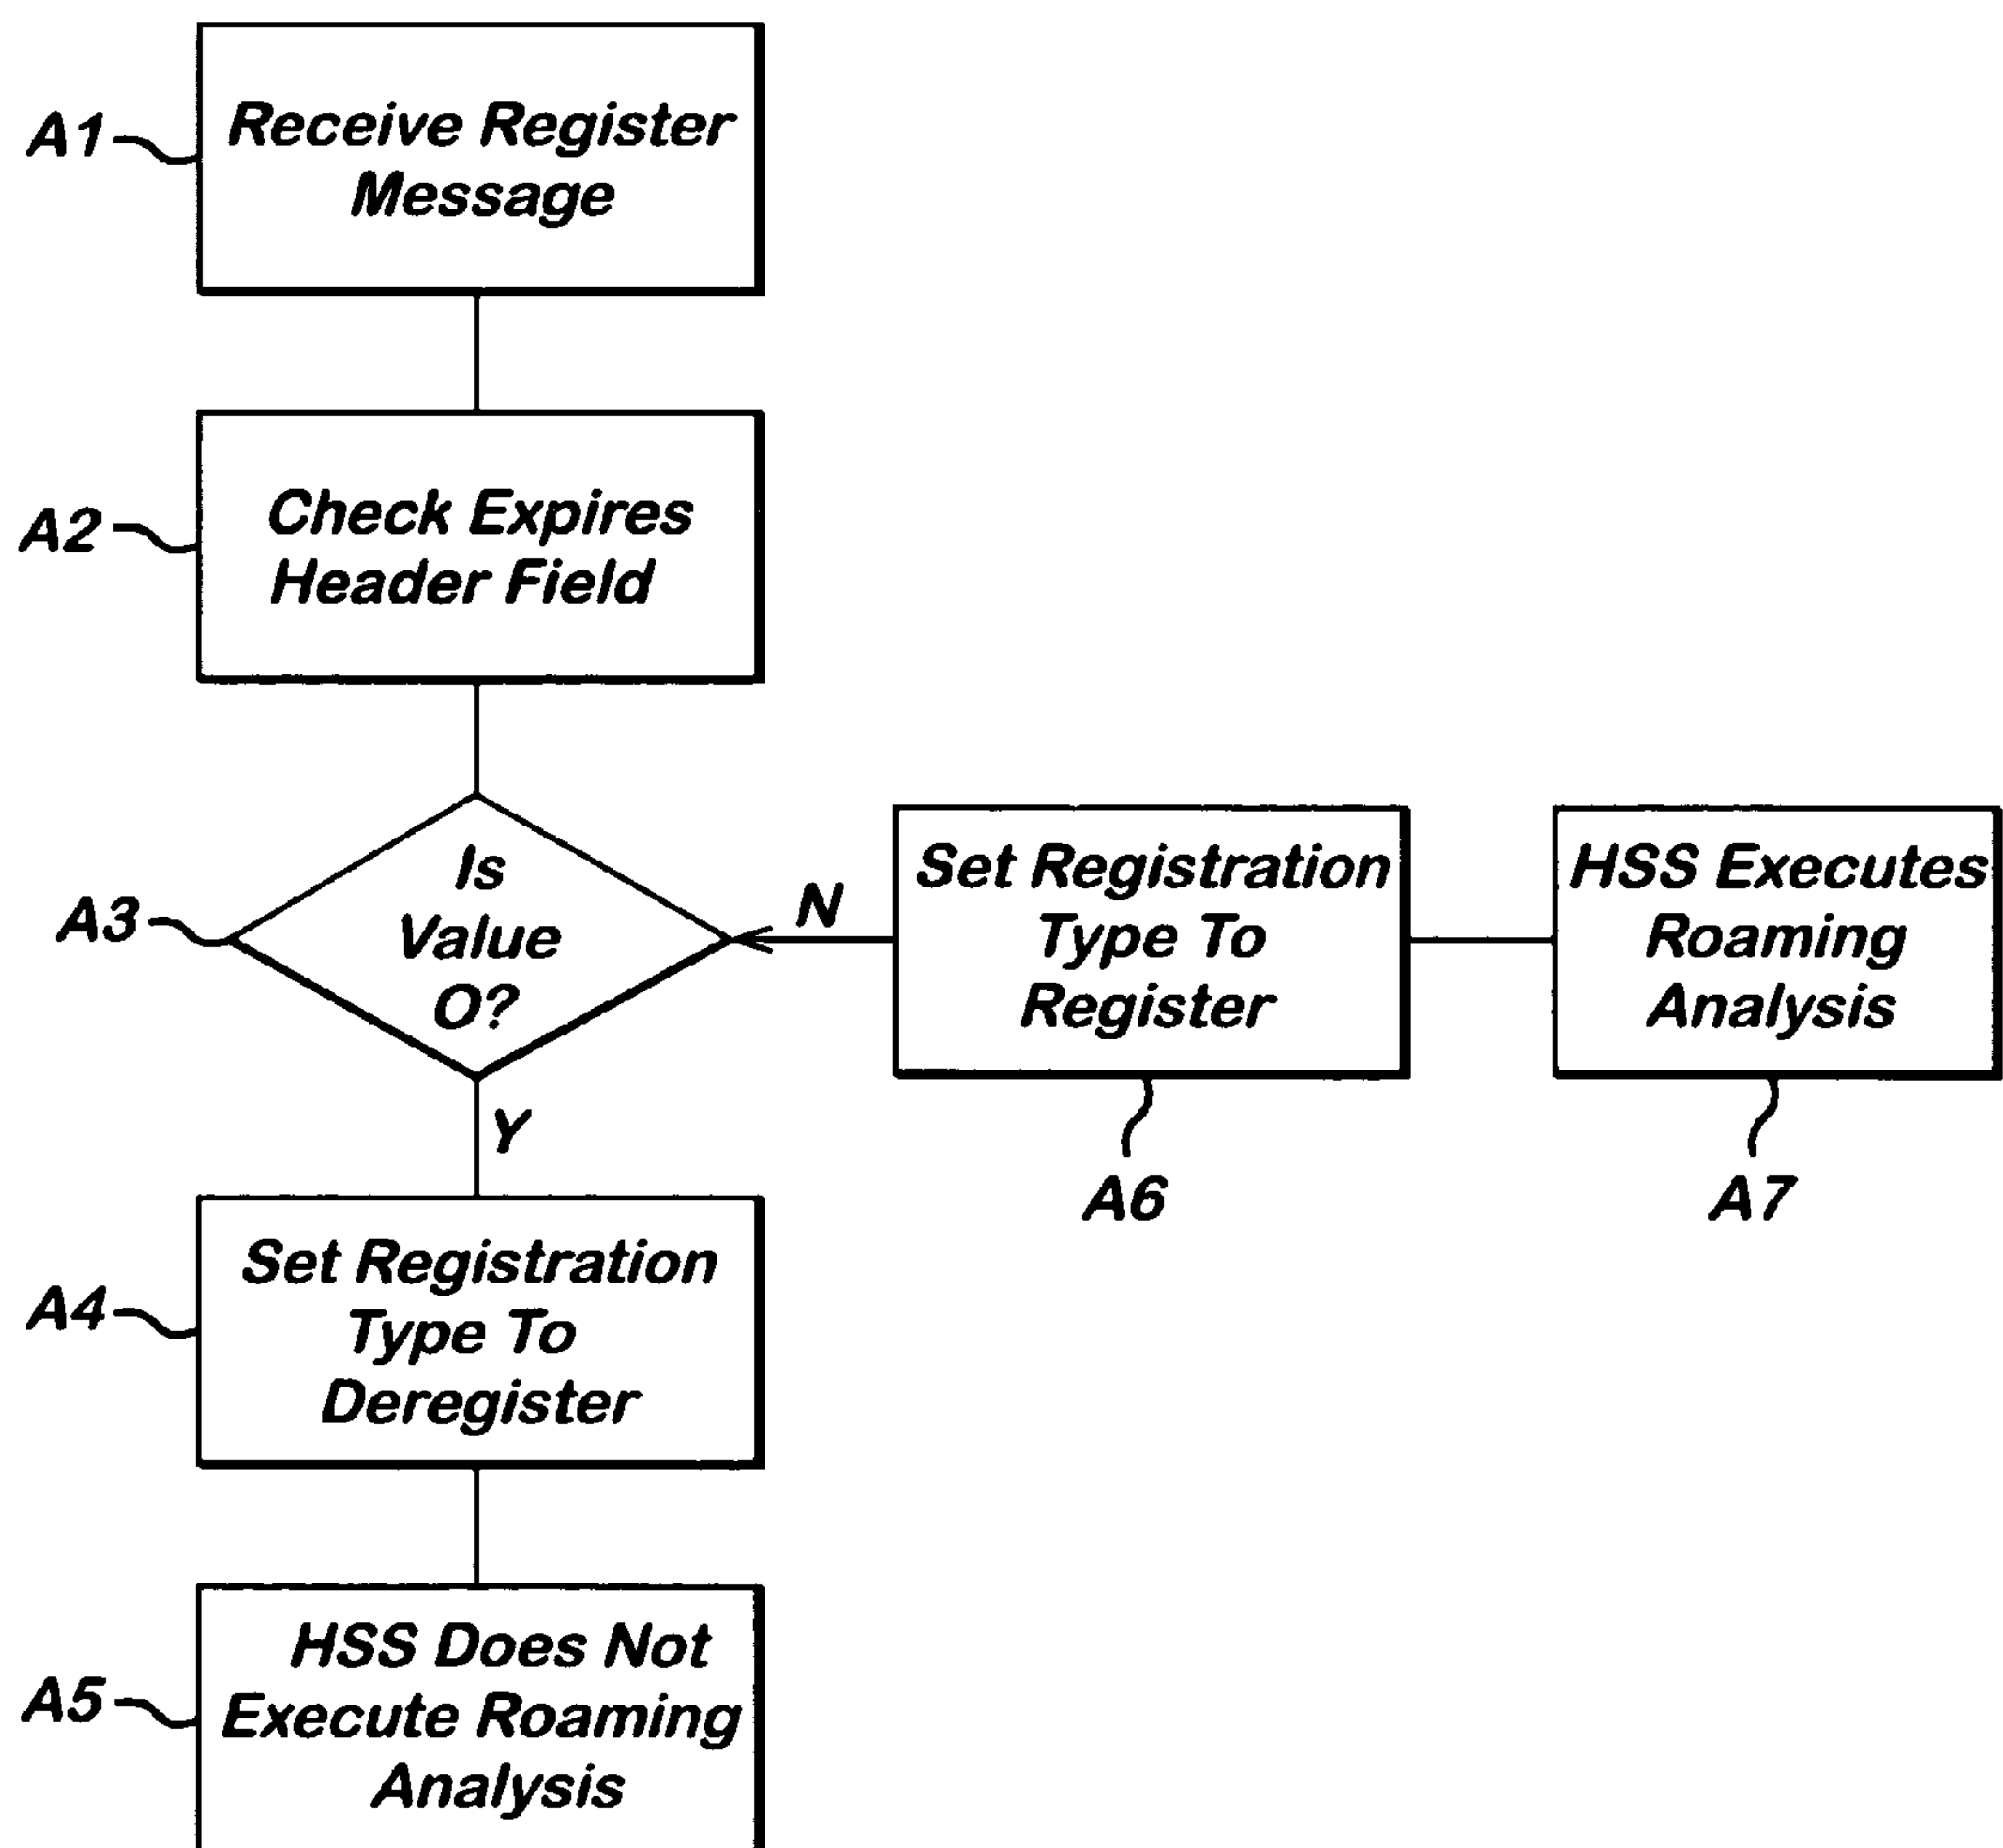 A1
Receive Register
Message
A2
Check Expires
Header Field
A3
Is
Value
O?
N
Set Registration
Type To
Register
A6
HSS Executes
Roaming
Analysis
A7
Y
A4
Set Registration
Type To
Deregister
A5
HSS Does Not
Execute Roaming
Analysis